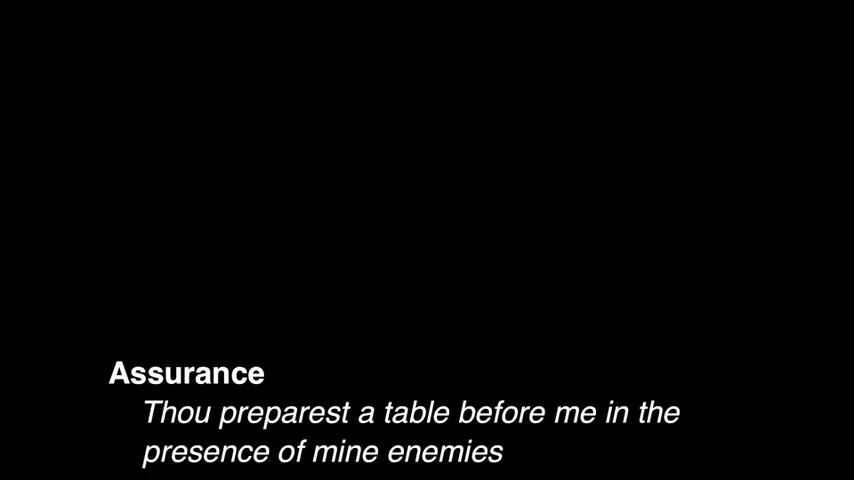 Assurance
Thou preparest a table before me in the
presence of mine enemies